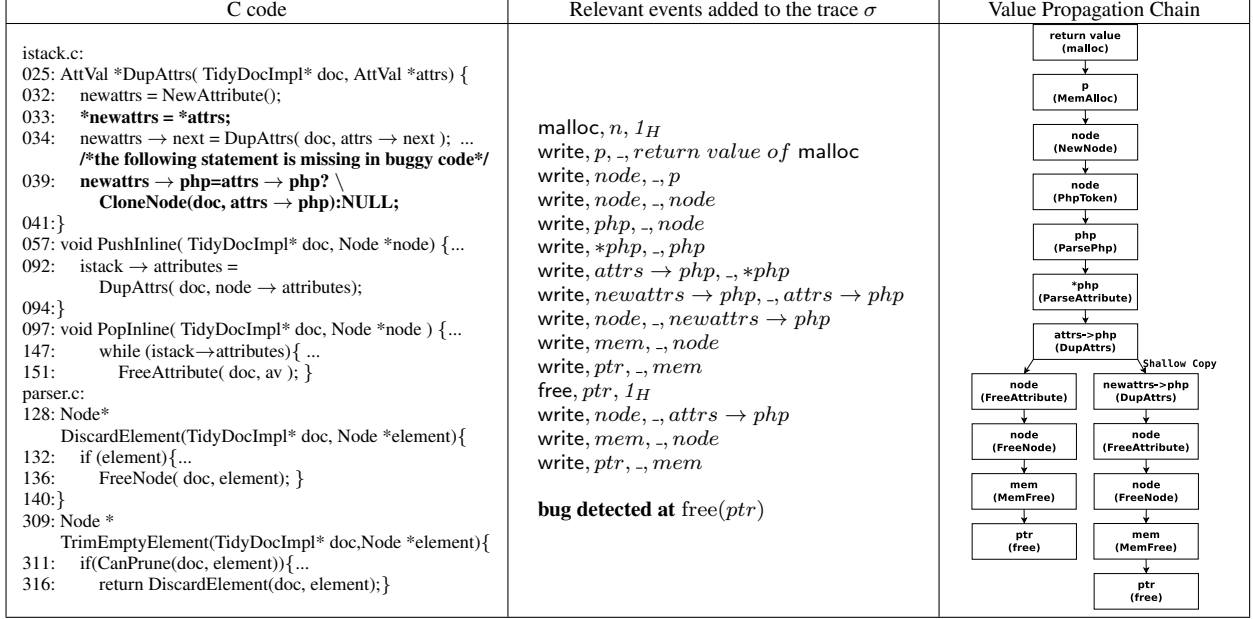 C code
istack.c:
025: AttVal *DupAttrs( TidyDocImpl* doc, AttVal *attrs) {
032: newattrs = NewAttribute();
033: *newattrs = *attrs;
034: newattrs → next = DupAttrs( doc, attrs → next ); ...
/*the following statement is missing in buggy code*/
039: newattrs → php=attrs → php? \
CloneNode(doc, attrs → php):NULL;
041:}
057: void PushInline( TidyDocImpl* doc, Node *node) {...
092: istack → attributes =
DupAttrs( doc, node → attributes);
094:}
097: void PopInline( TidyDocImpl* doc, Node *node ) {...
147: while (istack→attributes){ ...
151: FreeAttribute( doc, av ); }
parser.c:
128: Node*
DiscardElement(TidyDocImpl* doc, Node *element){
132: if (element){...
136: FreeNode( doc, element); }
140:}
309: Node *
TrimEmptyElement(TidyDocImpl* doc,Node *element){
311: if(CanPrune(doc, element)){...
316: return DiscardElement(doc, element);}
Relevant events added to the trace σ
malloc, n, 1_H
write, p, _, return value of malloc
write, node, _, p
write, node, _, node
write, php, _, node
write, *php, _, php
write, attrs → php, _, *php
write, newattrs → php, _, attrs → php
write, node, _, newattrs → php
write, mem, _, node
write, ptr, _, mem
free, ptr, 1_H
write, node, _, attrs → php
write, mem, _, node
write, ptr, _, mem
bug detected at free(ptr)
Value Propagation Chain
return value
(malloc)
p
(MemAlloc)
node
(NewNode)
node
(PhpToken)
php
(ParsePhp)
*php
(ParseAttribute)
attrs->php
(DupAttrs)
Shallow Copy
node
(FreeAttribute)
node
(FreeNode)
mem
(MemFree)
ptr
(free)
newattrs->php
(DupAttrs)
node
(FreeAttribute)
node
(FreeNode)
mem
(MemFree)
ptr
(free)